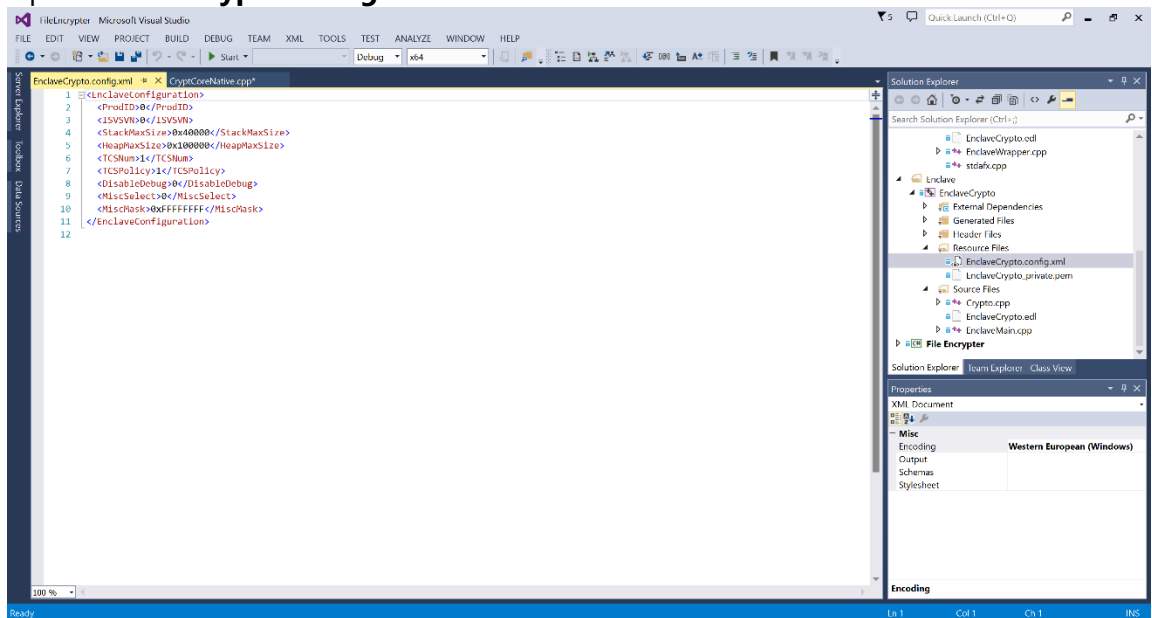 FileEncrypter Microsoft Visual Studio
5
Quick Launch (Ctrl+Q)
FILE EDIT VIEW PROJECT BUILD DEBUG TEAM XML TOOLS TEST ANALYZE WINDOW HELP
Start
Debug
x64
Server Explorer
Toolbox
Data Sources
EnclaveCrypto.config.xml
CryptCoreNative.cpp*
1 <EnclaveConfiguration>
2 <ProdID>0</ProdID>
3 <ISVSVN>0</ISVSVN>
4 <StackMaxSize>0x40000</StackMaxSize>
5 <HeapMaxSize>0x100000</HeapMaxSize>
6 <TCSNum>1</TCSNum>
7 <TCSPolicy>1</TCSPolicy>
8 <DisableDebug>0</DisableDebug>
9 <MiscSelect>0</MiscSelect>
10 <MiscMask>0xFFFFFFFF</MiscMask>
11 </EnclaveConfiguration>
12
100 %
Solution Explorer
Search Solution Explorer (Ctrl+;)
EnclaveCrypto.edl
EnclaveWrapper.cpp
stdafx.cpp
Enclave
EnclaveCrypto
External Dependencies
Generated Files
Header Files
Resource Files
EnclaveCrypto.config.xml
EnclaveCrypto_private.pem
Source Files
Crypto.cpp
EnclaveCrypto.edl
EnclaveMain.cpp
File Encrypter
Solution Explorer Team Explorer Class View
Properties
XML Document
Misc
Encoding Western European (Windows)
Output
Schemas
Stylesheet
Encoding
Ready Ln 1 Col 1 Ch 1 INS